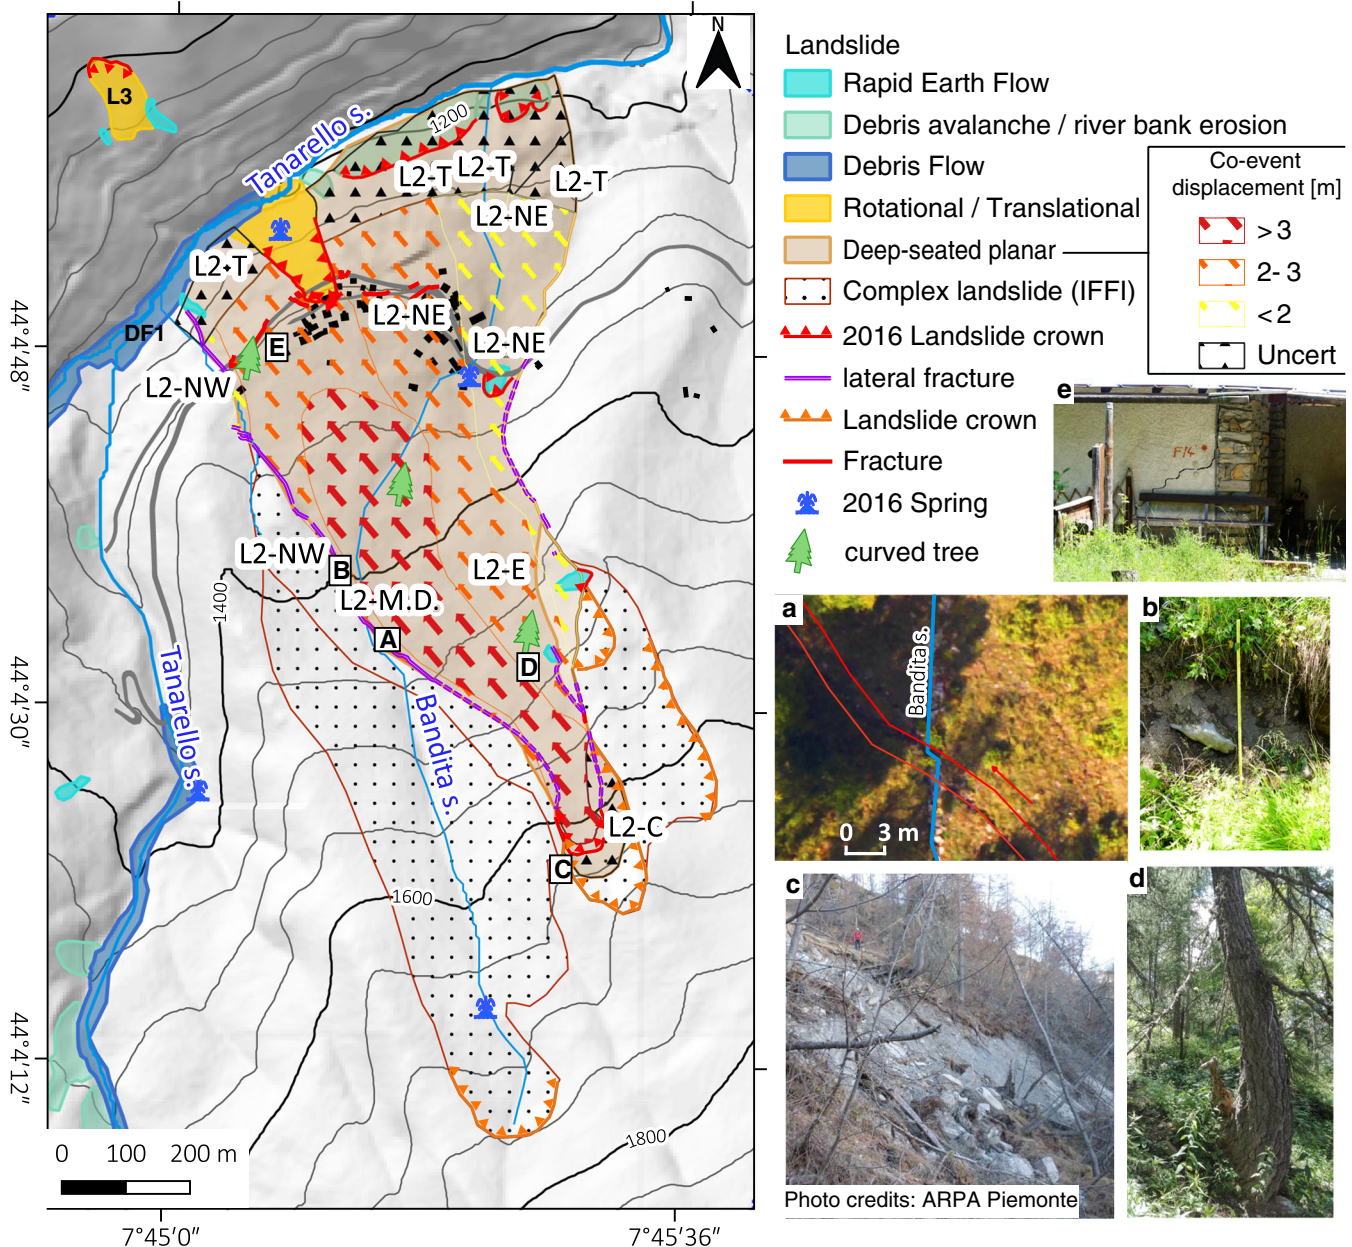 N
L3
Tanarello s.
1200
L2-T
L2-T
L2-T
L2-NE
L2-T
DF1
L2-NE
L2-NE
E
L2-NW
L2-NW
B
L2-E
L2-M.D.
A
D
1400
Tanarello s.
Bandita s.
L2-C
C
1600
1800
0 100 200 m
44°4'48"
44°4'30"
44°4'12"
7°45'0"
7°45'36"
Landslide
Rapid Earth Flow
Debris avalanche / river bank erosion
Debris Flow
Rotational / Translational
Deep-seated planar
Complex landslide (IFFI)
2016 Landslide crown
lateral fracture
Landslide crown
Fracture
2016 Spring
curved tree
Co-event
displacement [m]
> 3
2- 3
< 2
Uncert
e
F14
a
Bandita s.
0 3 m
b
c
Photo credits: ARPA Piemonte
d